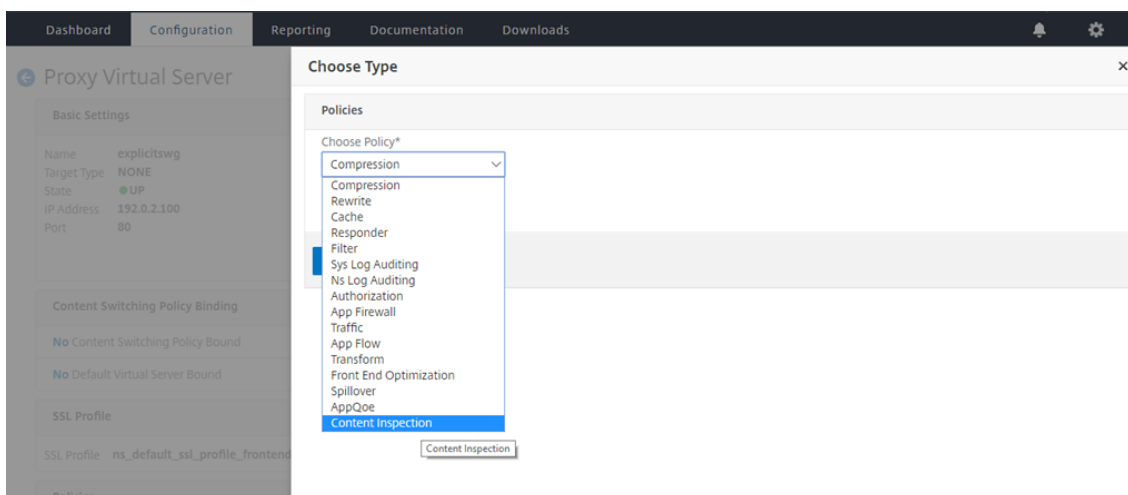 Dashboard Configuration Reporting Documentation Downloads
Proxy Virtual Server
Basic Settings
Name explicitswg
Target Type NONE
State UP
IP Address 192.0.2.100
Port 80
Content Switching Policy Binding
No Content Switching Policy Bound
No Default Virtual Server Bound
SSL Profile
SSL Profile ns_default_ssl_profile_frontend
Choose Type
Policies
Choose Policy*
Compression
Compression
Rewrite
Cache
Responder
Filter
Sys Log Auditing
Ns Log Auditing
Authorization
App Firewall
Traffic
App Flow
Transform
Front End Optimization
Spillover
AppQoe
Content Inspection
Content Inspection